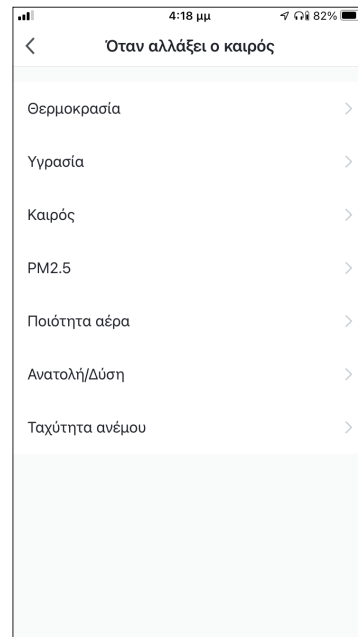 4:18 μμ 82%
Όταν αλλάξει ο καιρός
Θερμοκρασία
Υγρασία
Καιρός
PM2.5
Ποιότητα αέρα
Ανατολή/Δύση
Ταχύτητα ανέμου